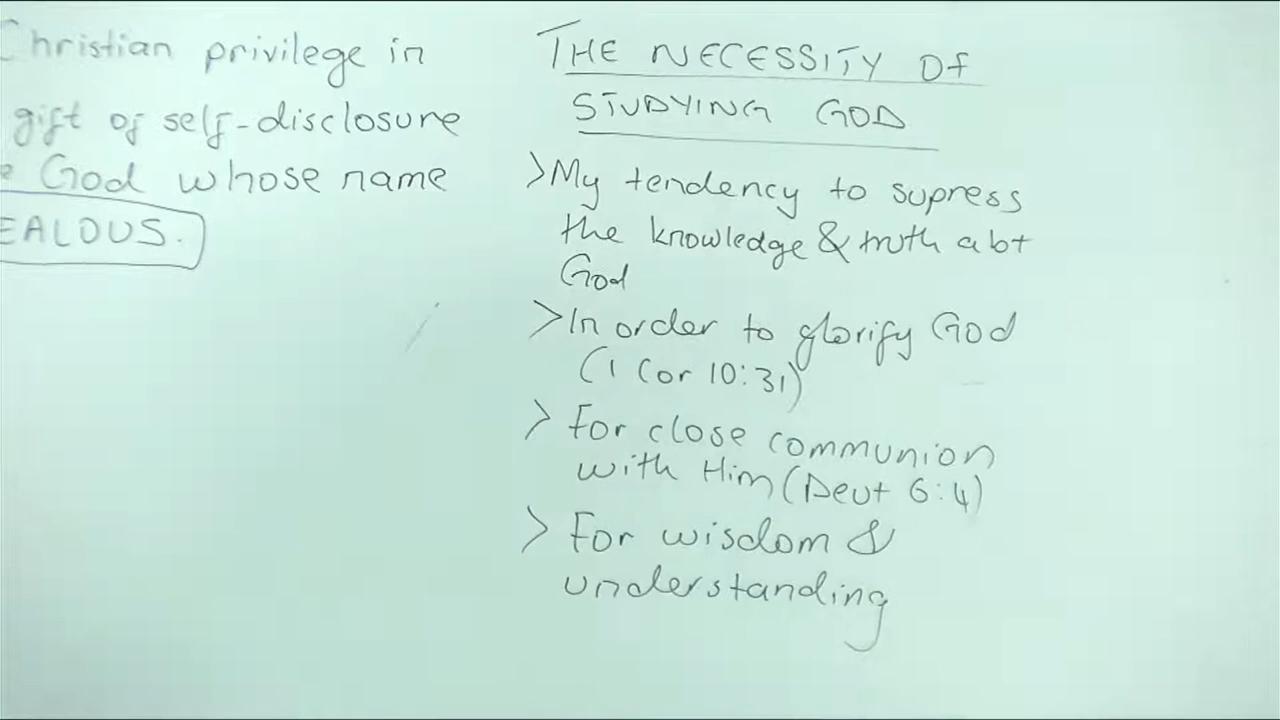 Christian privilege in
gift of self-disclosure
God whose name
EALOUS.
THE NECESSITY OF
STUDYING GOD
>My tendency to supress
the knowledge & truth abt
God
>In order to glorify God
(1 Cor 10:31)
> For close communion
with Him (Deut 6:4)
> For wisdom &
understanding